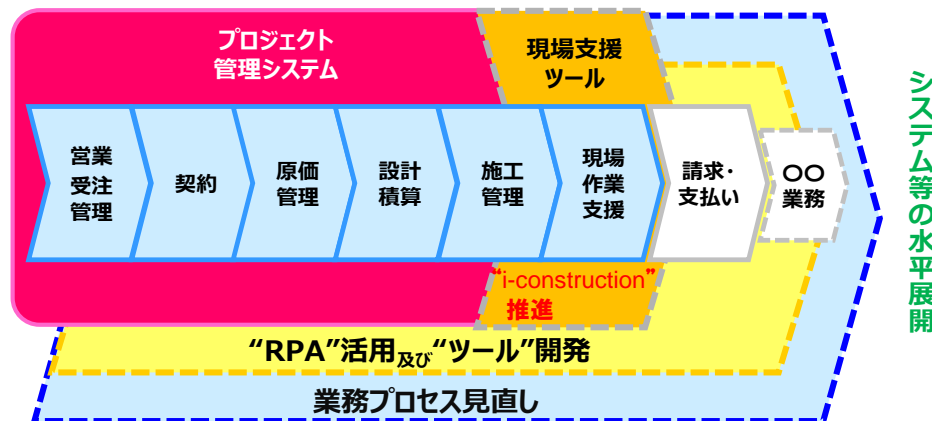 プロジェクト
管理システム
現場支援
ツール
営業
受注
管理
契約
原価
管理
設計
積算
施工
管理
現場
作業
支援
請求・
支払い
〇〇
業務
“i-construction”
推進
“RPA”活用及び“ツール”開発
業務プロセス見直し
システム等の水平展開